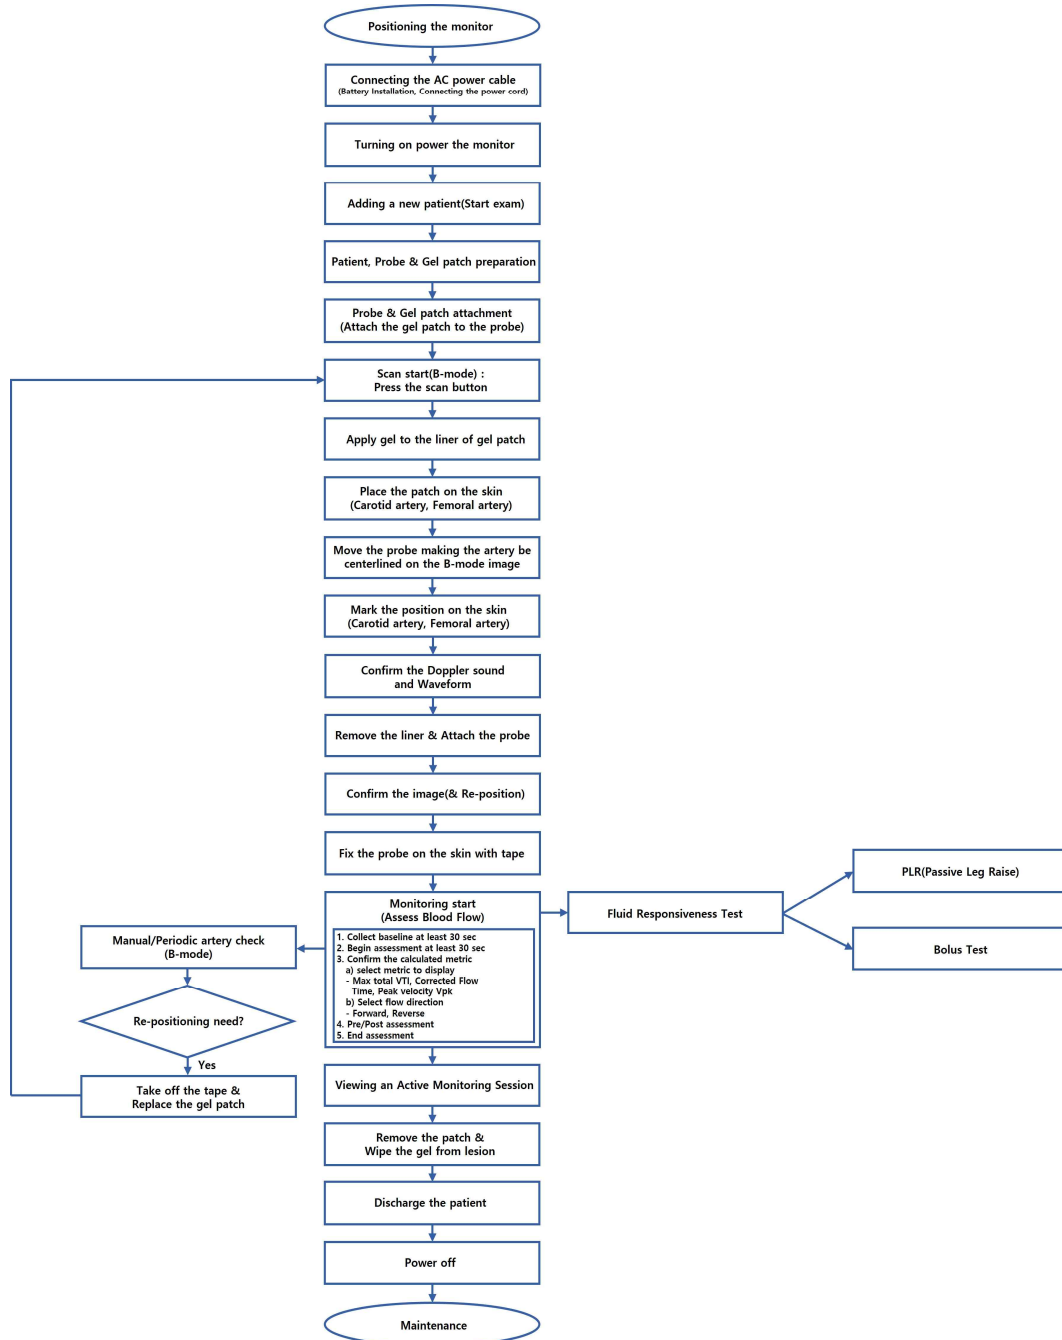 Positioning the monitor
Connecting the AC power cable
(Battery Installation, Connecting the power cord)
Turning on power the monitor
Adding a new patient(Start exam)
Patient, Probe & Gel patch preparation
Probe & Gel patch attachment
(Attach the gel patch to the probe)
Scan start(B-mode) :
Press the scan button
Apply gel to the liner of gel patch
Place the patch on the skin
(Carotid artery, Femoral artery)
Move the probe making the artery be
centerlined on the B-mode image
Mark the position on the skin
(Carotid artery, Femoral artery)
Confirm the Doppler sound
and Waveform
Remove the liner & Attach the probe
Confirm the image(& Re-position)
Fix the probe on the skin with tape
Monitoring start
(Assess Blood Flow)
1. Collect baseline at least 30 sec
2. Begin assessment at least 30 sec
3. Confirm the calculated metric
a) select metric to display
- Max total VTI, Corrected Flow
Time, Peak velocity Vpk
b) Select flow direction
- Forward, Reverse
4. Pre/Post assessment
5. End assessment
Fluid Responsiveness Test
PLR(Passive Leg Raise)
Bolus Test
Manual/Periodic artery check
(B-mode)
Re-positioning need?
Yes
Take off the tape &
Replace the gel patch
Viewing an Active Monitoring Session
Remove the patch &
Wipe the gel from lesion
Discharge the patient
Power off
Maintenance